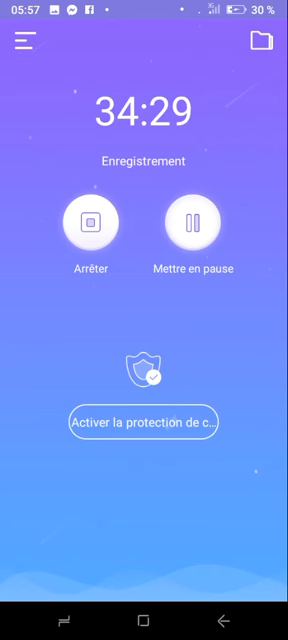 05:57 30 %
34:29
Enregistrement
Arrêter Mettre en pause
Activer la protection de c...